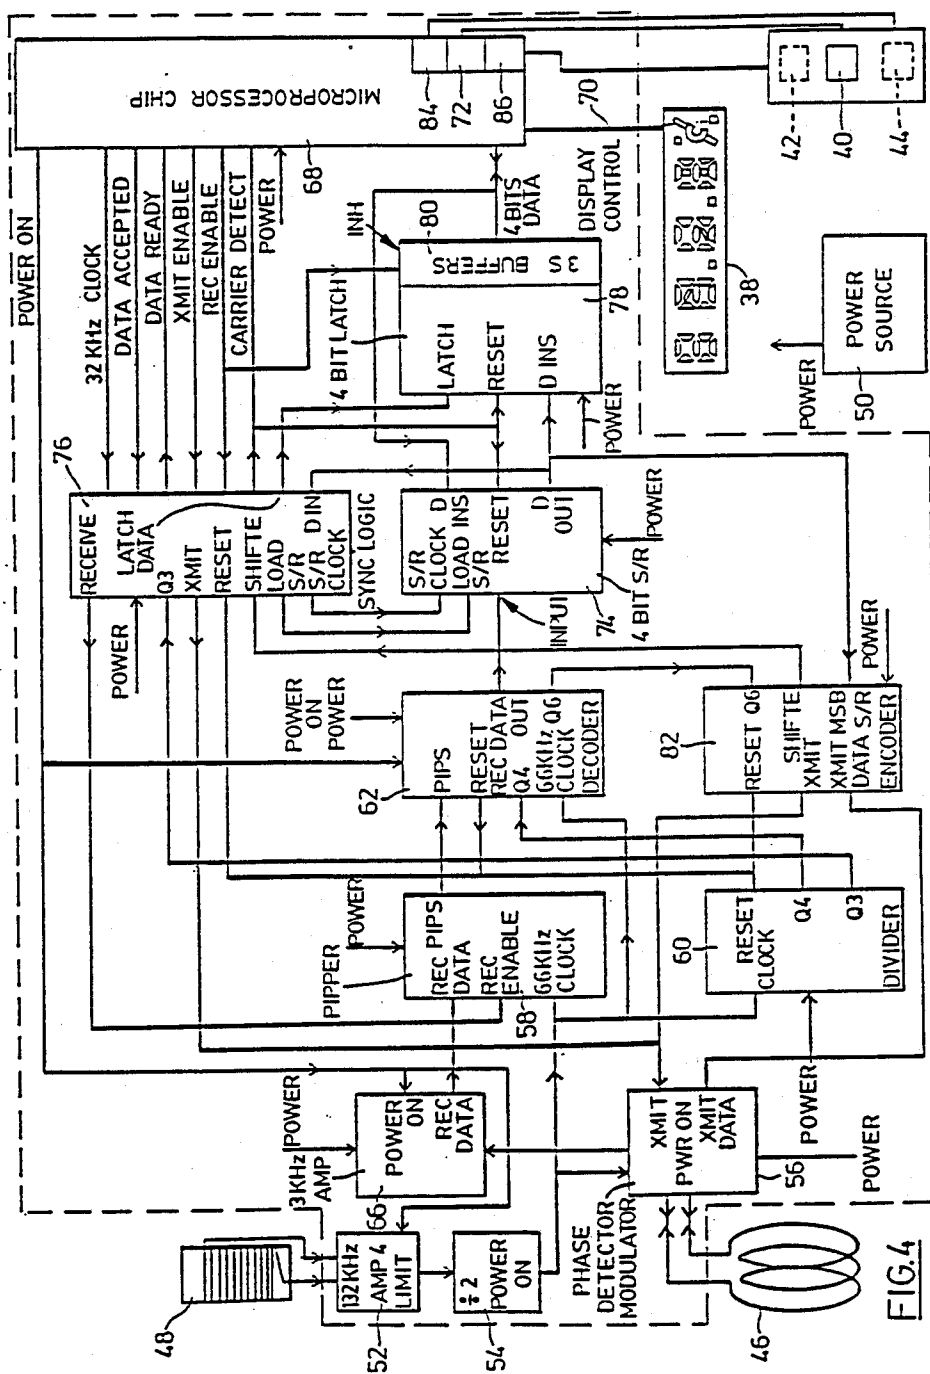 POWER ON
MICROPROCESSOR CHIP
68
84
72
86
32 KHz CLOCK
DATA ACCEPTED
DATA READY
XMIT ENABLE
REC ENABLE
CARRIER DETECT
POWER
70
DISPLAY
CONTROL
4 BITS
DATA
42
40
44
38
76
RECEIVE
LATCH
DATA
Q3
XMIT
RESET
SHIFTE
LOAD
S/R
S/R DIN
CLOCK
SYNC LOGIC
POWER
4 BIT LATCH
INH
80
3 S
BUFFERS
78
LATCH
RESET
D INS
POWER
S/R
CLOCK D
LOAD INS
S/R
RESET
D
OUT
74
4 BIT S/R
POWER
INPUT
POWER
SOURCE
50
POWER
POWER
ON
POWER
62
PIPS
RESET
REC DATA
OUT
Q4
66KHz Q6
CLOCK
DECODER
82
RESET Q6
SHIFTE
XMIT
XMIT MSB
DATA S/R
ENCODER
POWER
PIPPER
POWER
REC PIPS
DATA
REC
ENABLE
58
66KHz
CLOCK
60
RESET
CLOCK
Q4
Q3
DIVIDER
POWER
3KHz
AMP
POWER
66
POWER
ON
REC
DATA
XMIT
PWR ON
XMIT
DATA
56
POWER
PHASE
DETECTOR
MODULATOR
48
132 KHz
AMP 4
LIMIT
52
÷2
POWER
ON
54
46
FIG. 4